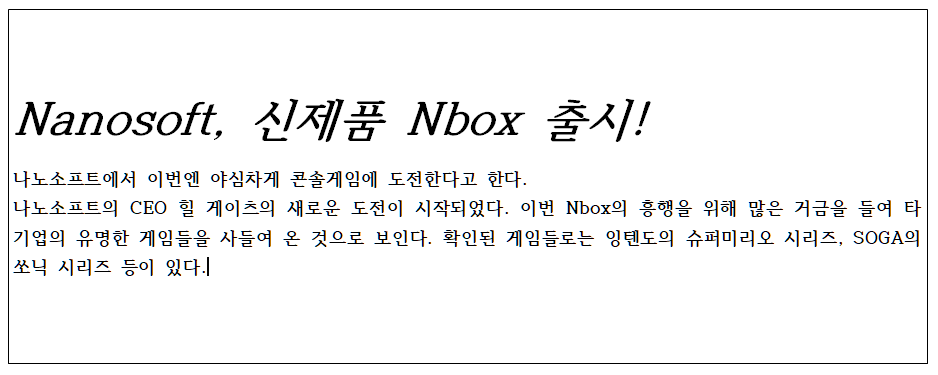 Nanosoft, 신제품 Nbox 출시!
나노소프트에서 이번엔 야심차게 콘솔게임에 도전한다고 한다.
나노소프트의 CEO 힐 게이츠의 새로운 도전이 시작되었다. 이번 Nbox의 흥행을 위해 많은 거금을 들여 타
기업의 유명한 게임들을 사들여 온 것으로 보인다. 확인된 게임들로는 잉텐도의 슈퍼미리오 시리즈, SOGA의
쏘닉 시리즈 등이 있다.